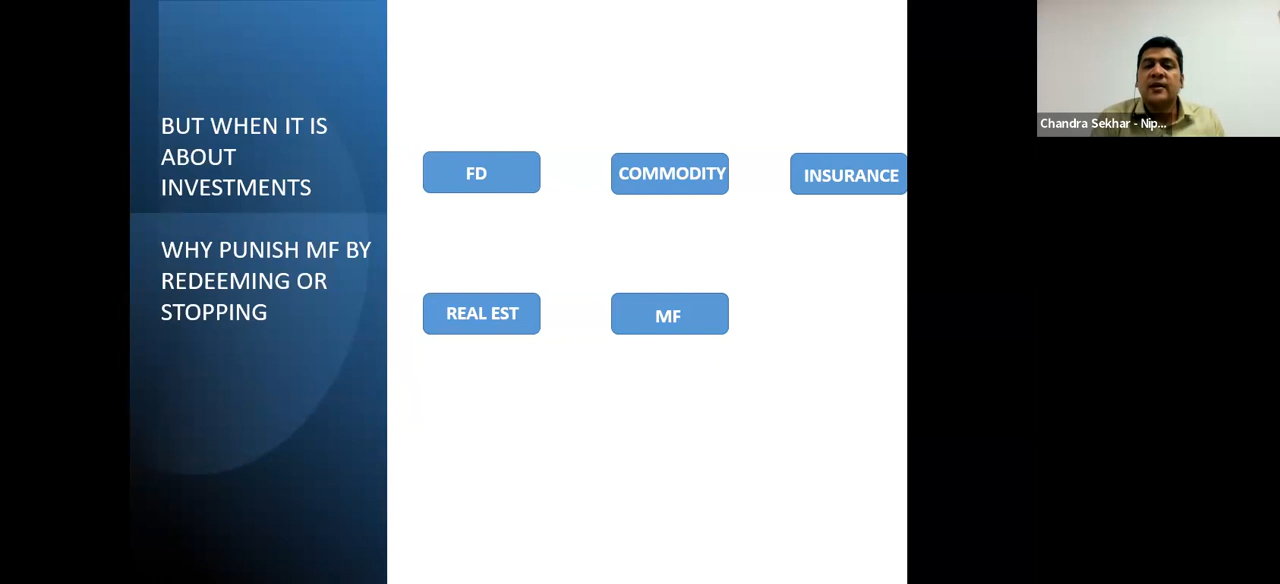 BUT WHEN IT IS
ABOUT
INVESTMENTS
WHY PUNISH MF BY
REDEEMING OR
STOPPING
FD
COMMODITY
INSURANCE
REAL EST
MF
Chandra Sekhar - Nip...